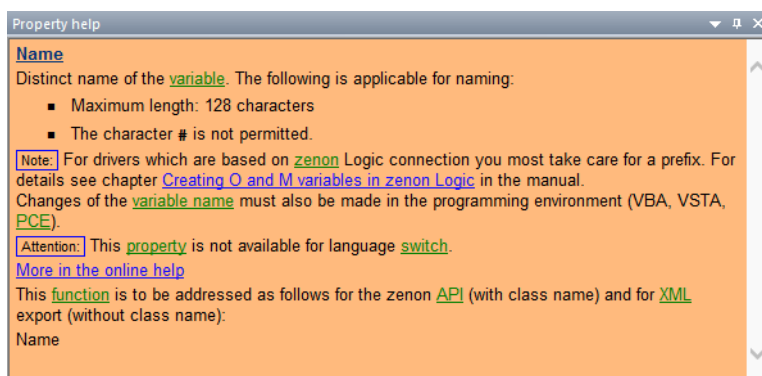 Property help
Name
Distinct name of the variable. The following is applicable for naming:
▪ Maximum length: 128 characters
▪ The character # is not permitted.
Note: For drivers which are based on zenon Logic connection you most take care for a prefix. For
details see chapter Creating O and M variables in zenon Logic in the manual.
Changes of the variable name must also be made in the programming environment (VBA, VSTA,
PCE).
Attention: This property is not available for language switch.
More in the online help
This function is to be addressed as follows for the zenon API (with class name) and for XML
export (without class name):
Name